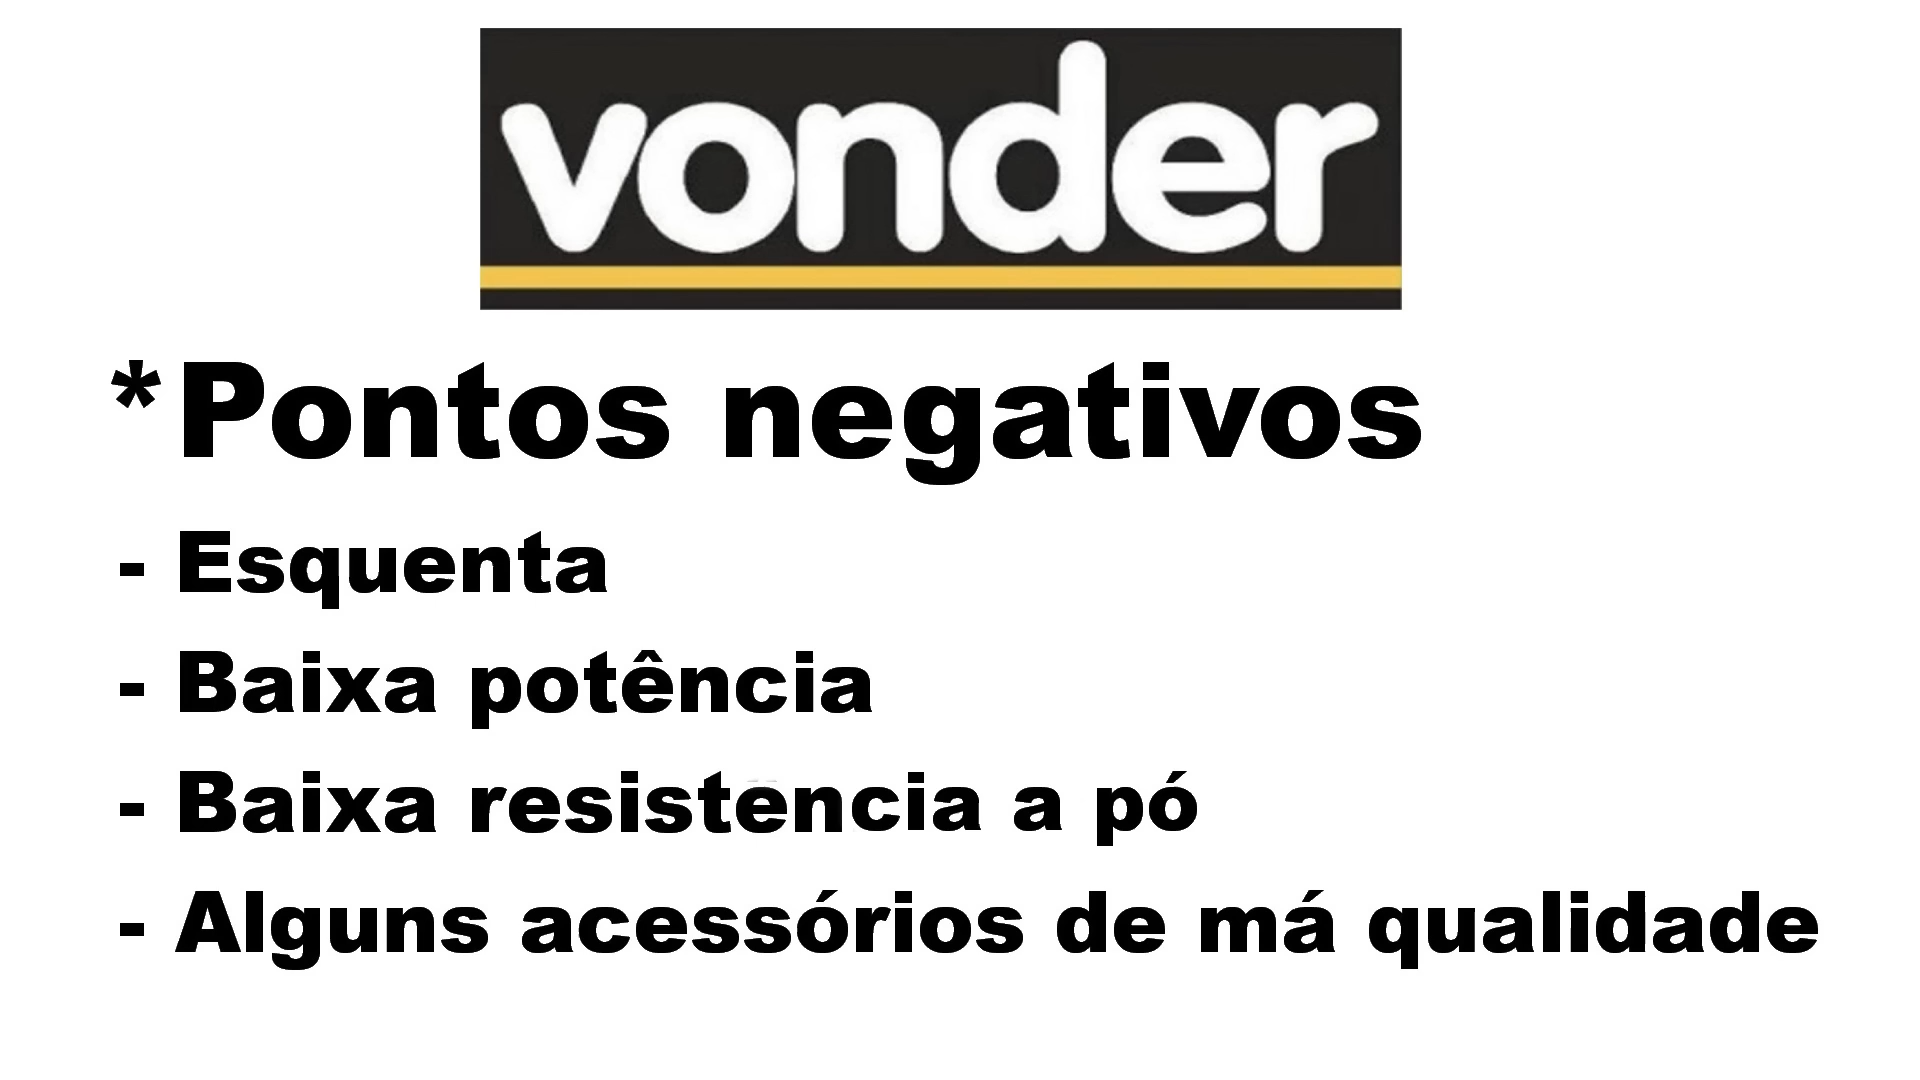 vonder
*Pontos negativos
- Esquenta
- Baixa potência
- Baixa resistencia a pó
- Alguns acessórios de má qualidade